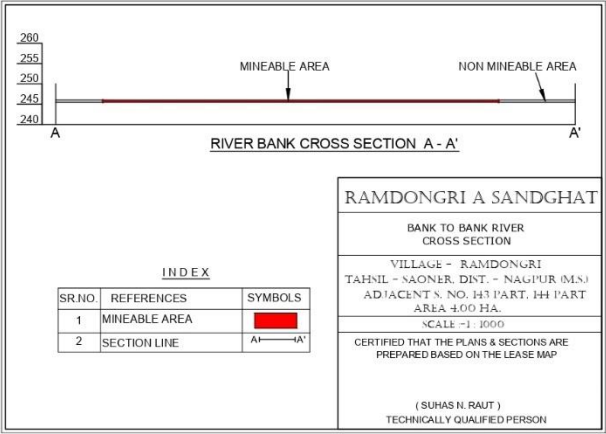 260
255
250
245
240
MINEABLE AREA
NON MINEABLE AREA
A
A'
RIVER BANK CROSS SECTION A - A'
INDEX
SR.NO. REFERENCES SYMBOLS
1 MINEABLE AREA
2 SECTION LINE A A'
RAMDONGRI A SANDGHAT
BANK TO BANK RIVER
CROSS SECTION
VILLAGE - RAMDONGRI
TAHSIL - SAONER, DIST. - NAGPUR (M.S.)
ADJACENT S. NO. 143 PART, 144 PART
AREA 4.00 HA.
SCALE :-1 : 1000
CERTIFIED THAT THE PLANS & SECTIONS ARE
PREPARED BASED ON THE LEASE MAP
( SUHAS N. RAUT )
TECHNICALLY QUALIFIED PERSON